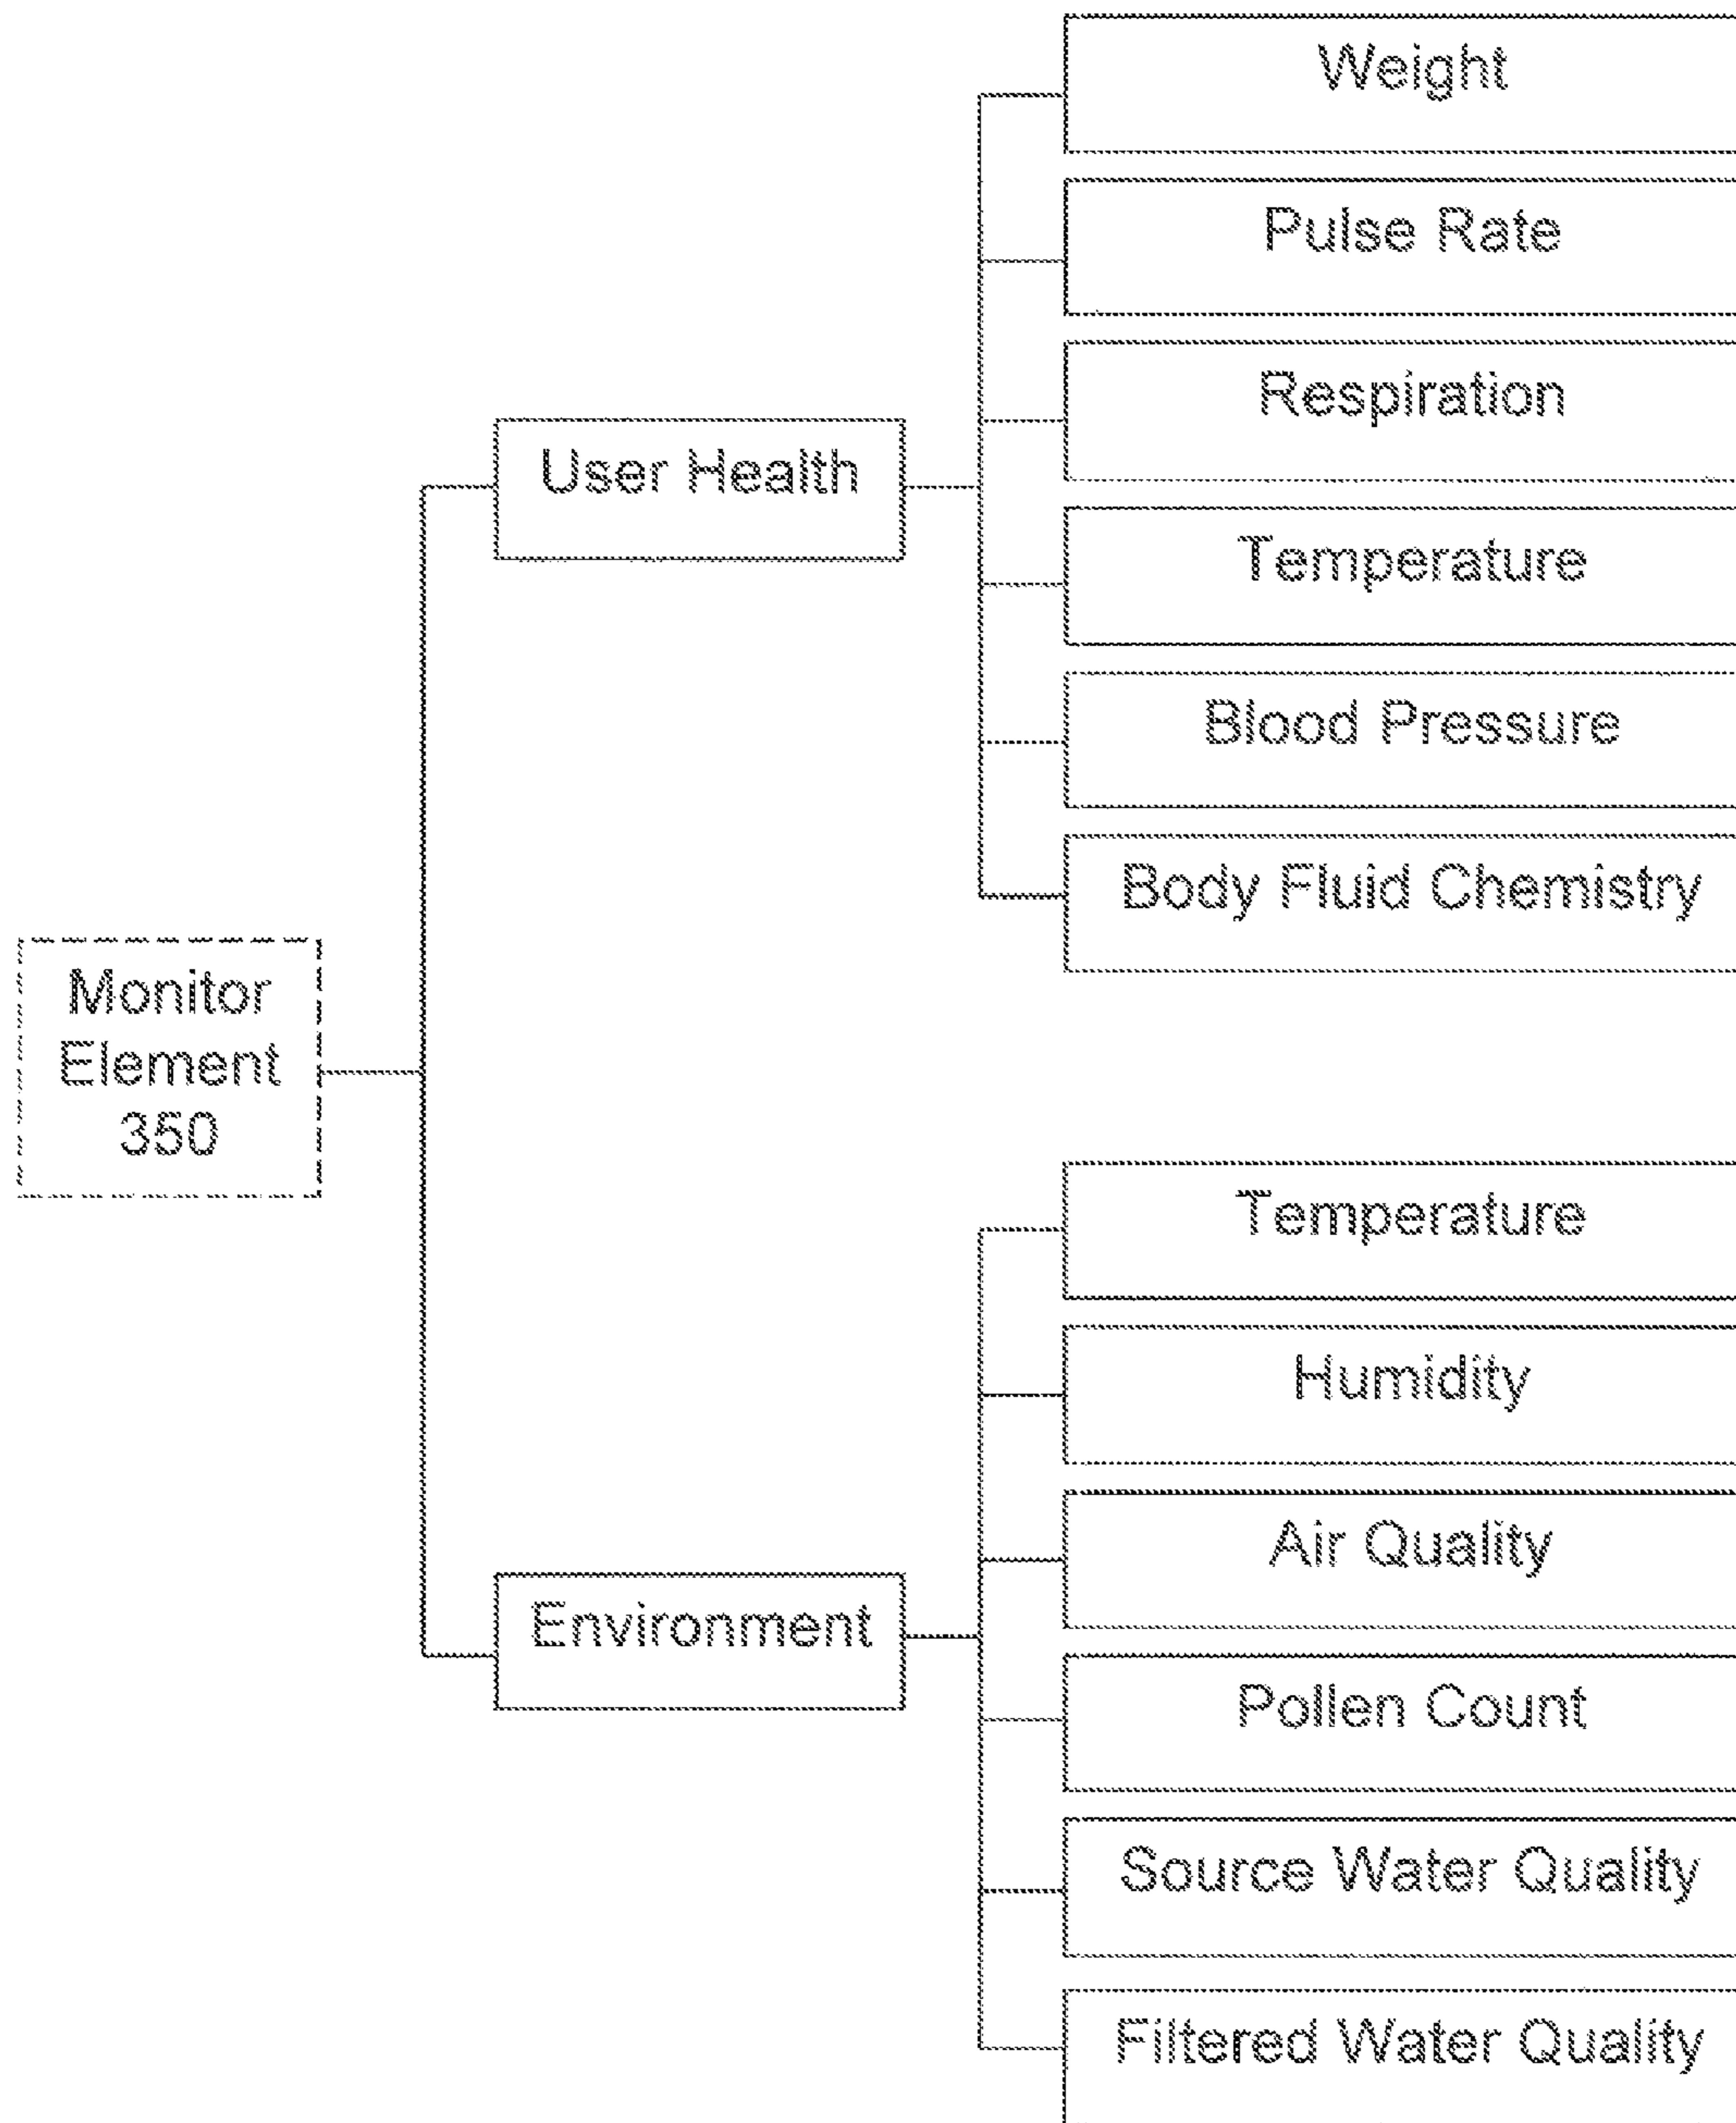 Weight
Pulse Rate
Respiration
User Health
Temperature
Blood Pressure
Body Fluid Chemistry
Monitor
Element
350
Temperature
Humidity
Air Quality
Environment
Pollen Count
Source Water Quality
Filtered Water Quality